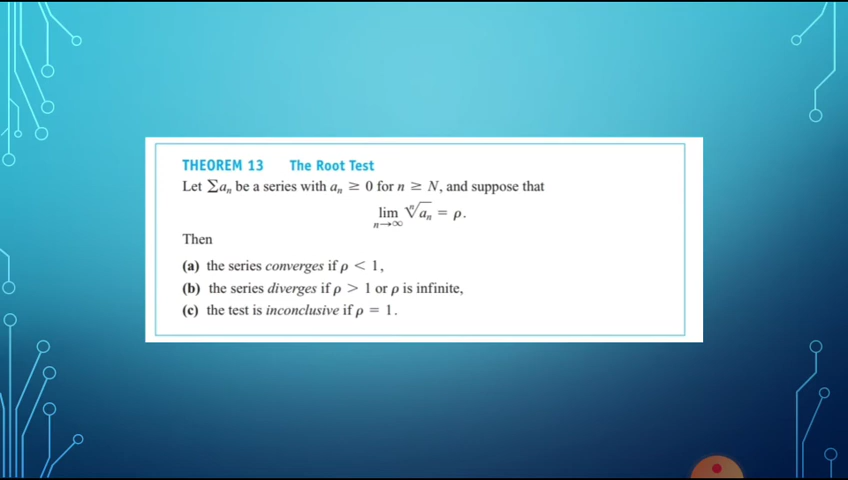 THEOREM 13 The Root Test
Let ∑aₙ be a series with aₙ ≥ 0 for n ≥ N, and suppose that
lim n→∞ ⁿ√aₙ = ρ.
Then
(a) the series converges if ρ < 1,
(b) the series diverges if ρ > 1 or ρ is infinite,
(c) the test is inconclusive if ρ = 1.